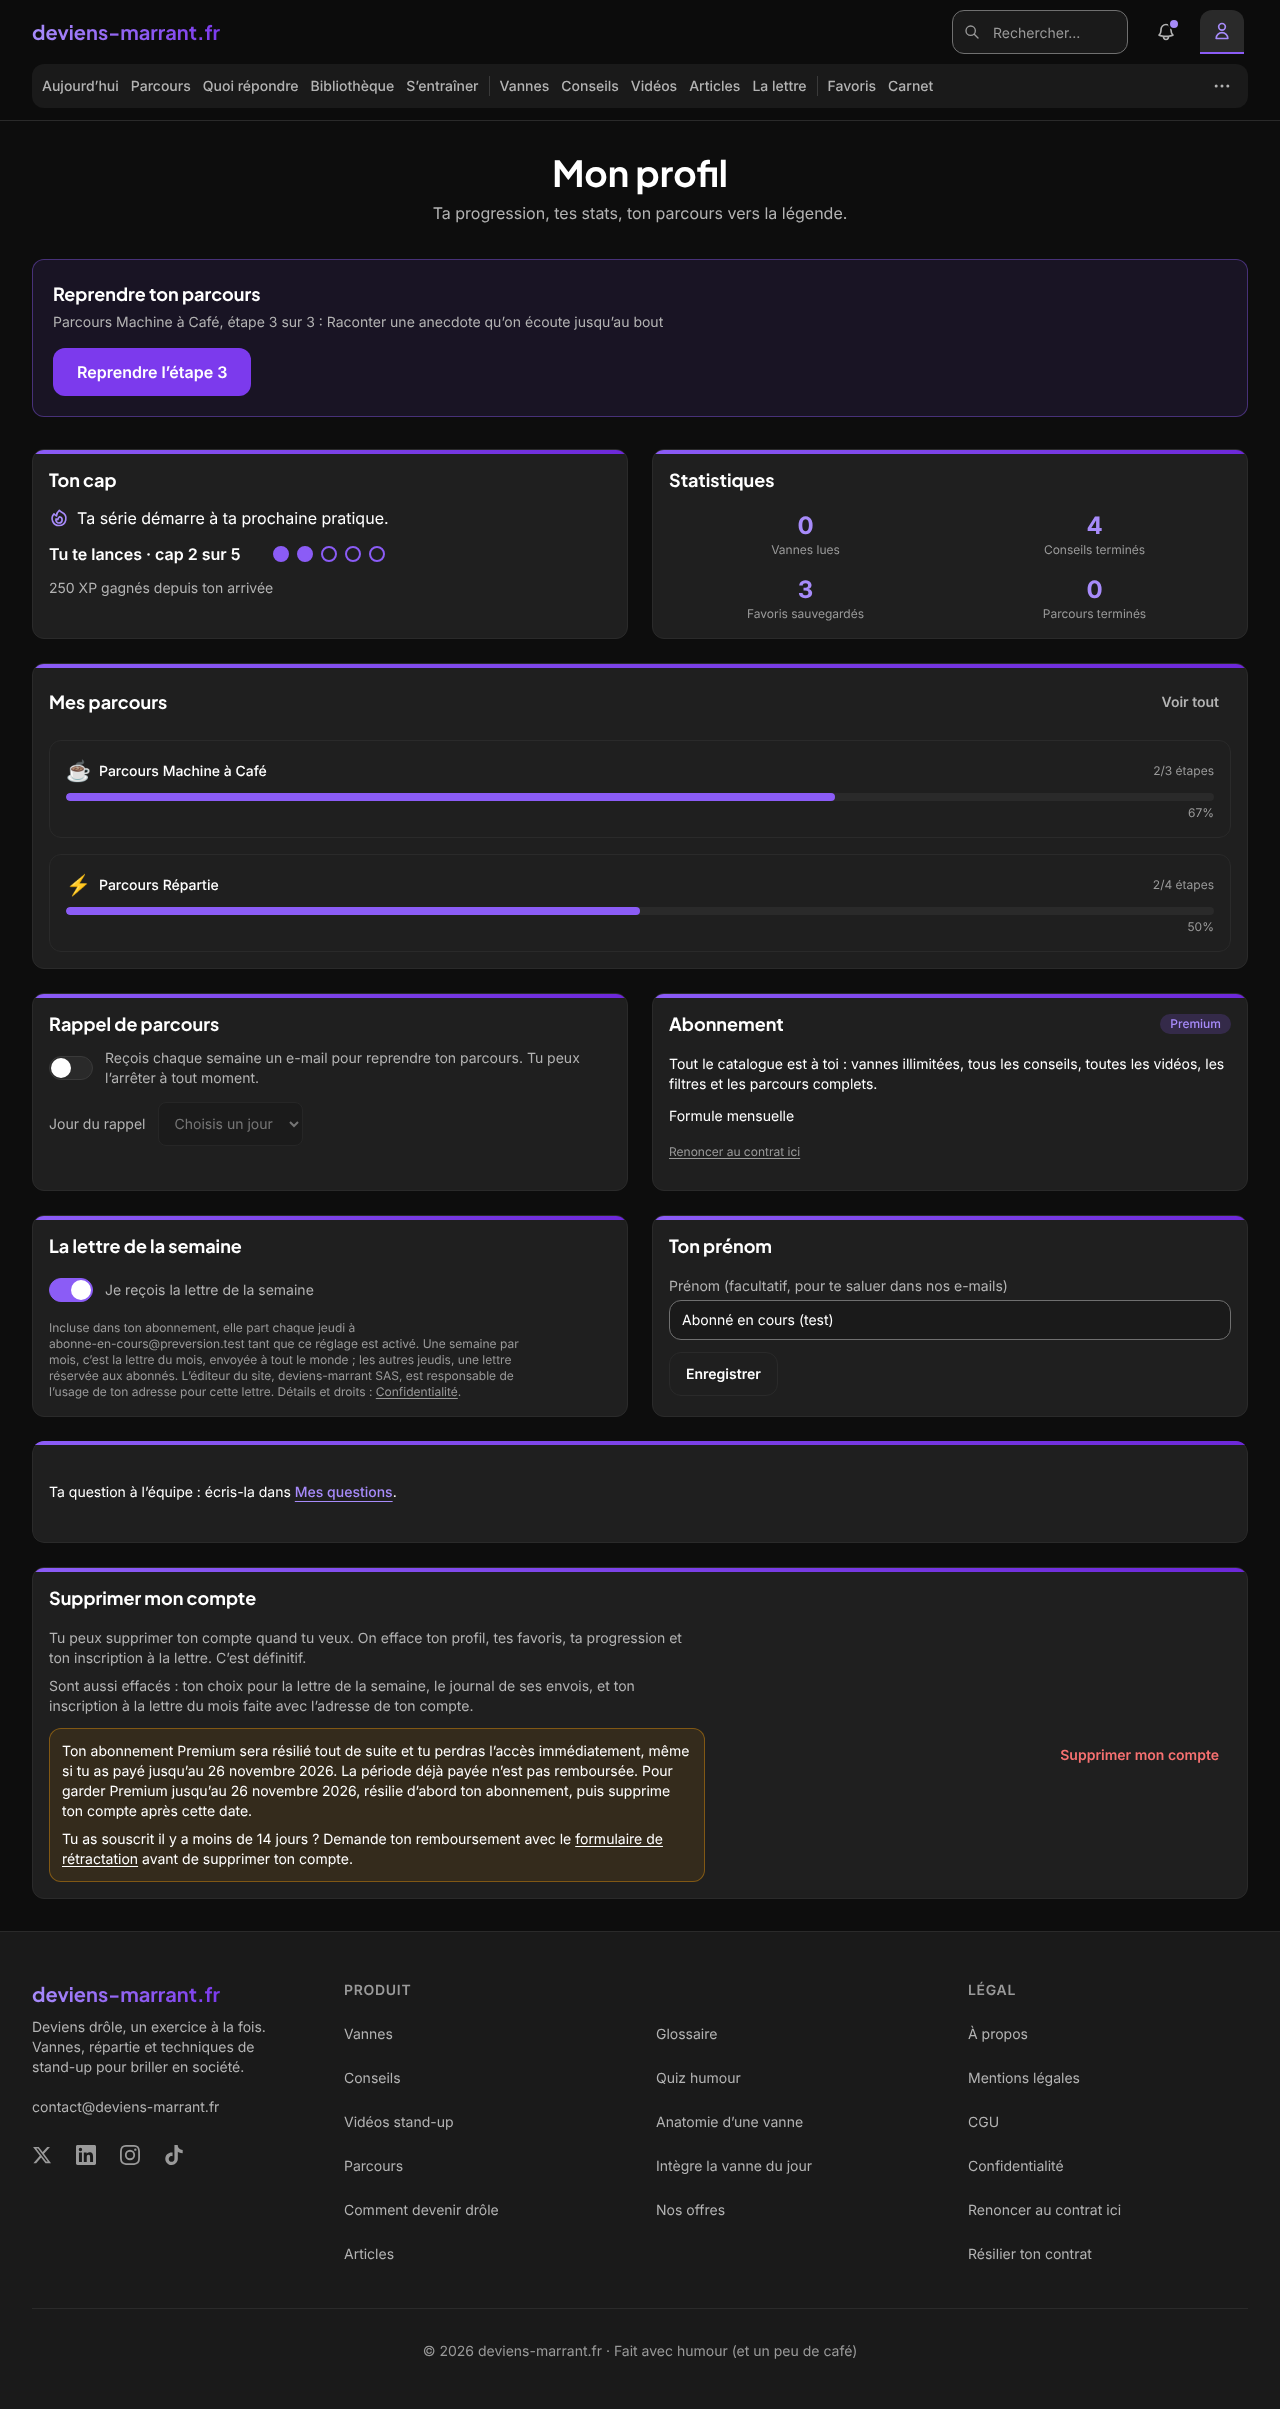 deviens-marrant.fr
Rechercher...
Aujourd’hui Parcours Quoi répondre Bibliothèque S’entraîner Vannes Conseils Vidéos Articles La lettre Favoris Carnet
Mon profil
Ta progression, tes stats, ton parcours vers la légende.
Reprendre ton parcours
Parcours Machine à Café, étape 3 sur 3 : Raconter une anecdote qu’on écoute jusqu’au bout
Reprendre l’étape 3
Ton cap
Ta série démarre à ta prochaine pratique.
Tu te lances · cap 2 sur 5
250 XP gagnés depuis ton arrivée
Statistiques
0
Vannes lues
4
Conseils terminés
3
Favoris sauvegardés
0
Parcours terminés
Mes parcours
Voir tout
Parcours Machine à Café
2/3 étapes
67%
Parcours Répartie
2/4 étapes
50%
Rappel de parcours
Reçois chaque semaine un e-mail pour reprendre ton parcours. Tu peux
l’arrêter à tout moment.
Jour du rappel
Choisis un jour
Abonnement
Premium
Tout le catalogue est à toi : vannes illimitées, tous les conseils, toutes les vidéos, les
filtres et les parcours complets.
Formule mensuelle
Renoncer au contrat ici
La lettre de la semaine
Je reçois la lettre de la semaine
Incluse dans ton abonnement, elle part chaque jeudi à
abonne-en-cours@preversion.test tant que ce réglage est activé. Une semaine par
mois, c’est la lettre du mois, envoyée à tout le monde ; les autres jeudis, une lettre
réservée aux abonnés. L’éditeur du site, deviens-marrant SAS, est responsable de
l’usage de ton adresse pour cette lettre. Détails et droits : Confidentialité.
Ton prénom
Prénom (facultatif, pour te saluer dans nos e-mails)
Abonné en cours (test)
Enregistrer
Ta question à l’équipe : écris-la dans Mes questions.
Supprimer mon compte
Tu peux supprimer ton compte quand tu veux. On efface ton profil, tes favoris, ta progression et
ton inscription à la lettre. C’est définitif.
Sont aussi effacés : ton choix pour la lettre de la semaine, le journal de ses envois, et ton
inscription à la lettre du mois faite avec l’adresse de ton compte.
Ton abonnement Premium sera résilié tout de suite et tu perdras l’accès immédiatement, même
si tu as payé jusqu’au 26 novembre 2026. La période déjà payée n’est pas remboursée. Pour
garder Premium jusqu’au 26 novembre 2026, résilie d’abord ton abonnement, puis supprime
ton compte après cette date.
Tu as souscrit il y a moins de 14 jours ? Demande ton remboursement avec le formulaire de
rétractation avant de supprimer ton compte.
Supprimer mon compte
deviens-marrant.fr
Deviens drôle, un exercice à la fois.
Vannes, répartie et techniques de
stand-up pour briller en société.
contact@deviens-marrant.fr
PRODUIT
Vannes
Conseils
Vidéos stand-up
Parcours
Comment devenir drôle
Articles
Glossaire
Quiz humour
Anatomie d’une vanne
Intègre la vanne du jour
Nos offres
LÉGAL
À propos
Mentions légales
CGU
Confidentialité
Renoncer au contrat ici
Résilier ton contrat
© 2026 deviens-marrant.fr · Fait avec humour (et un peu de café)